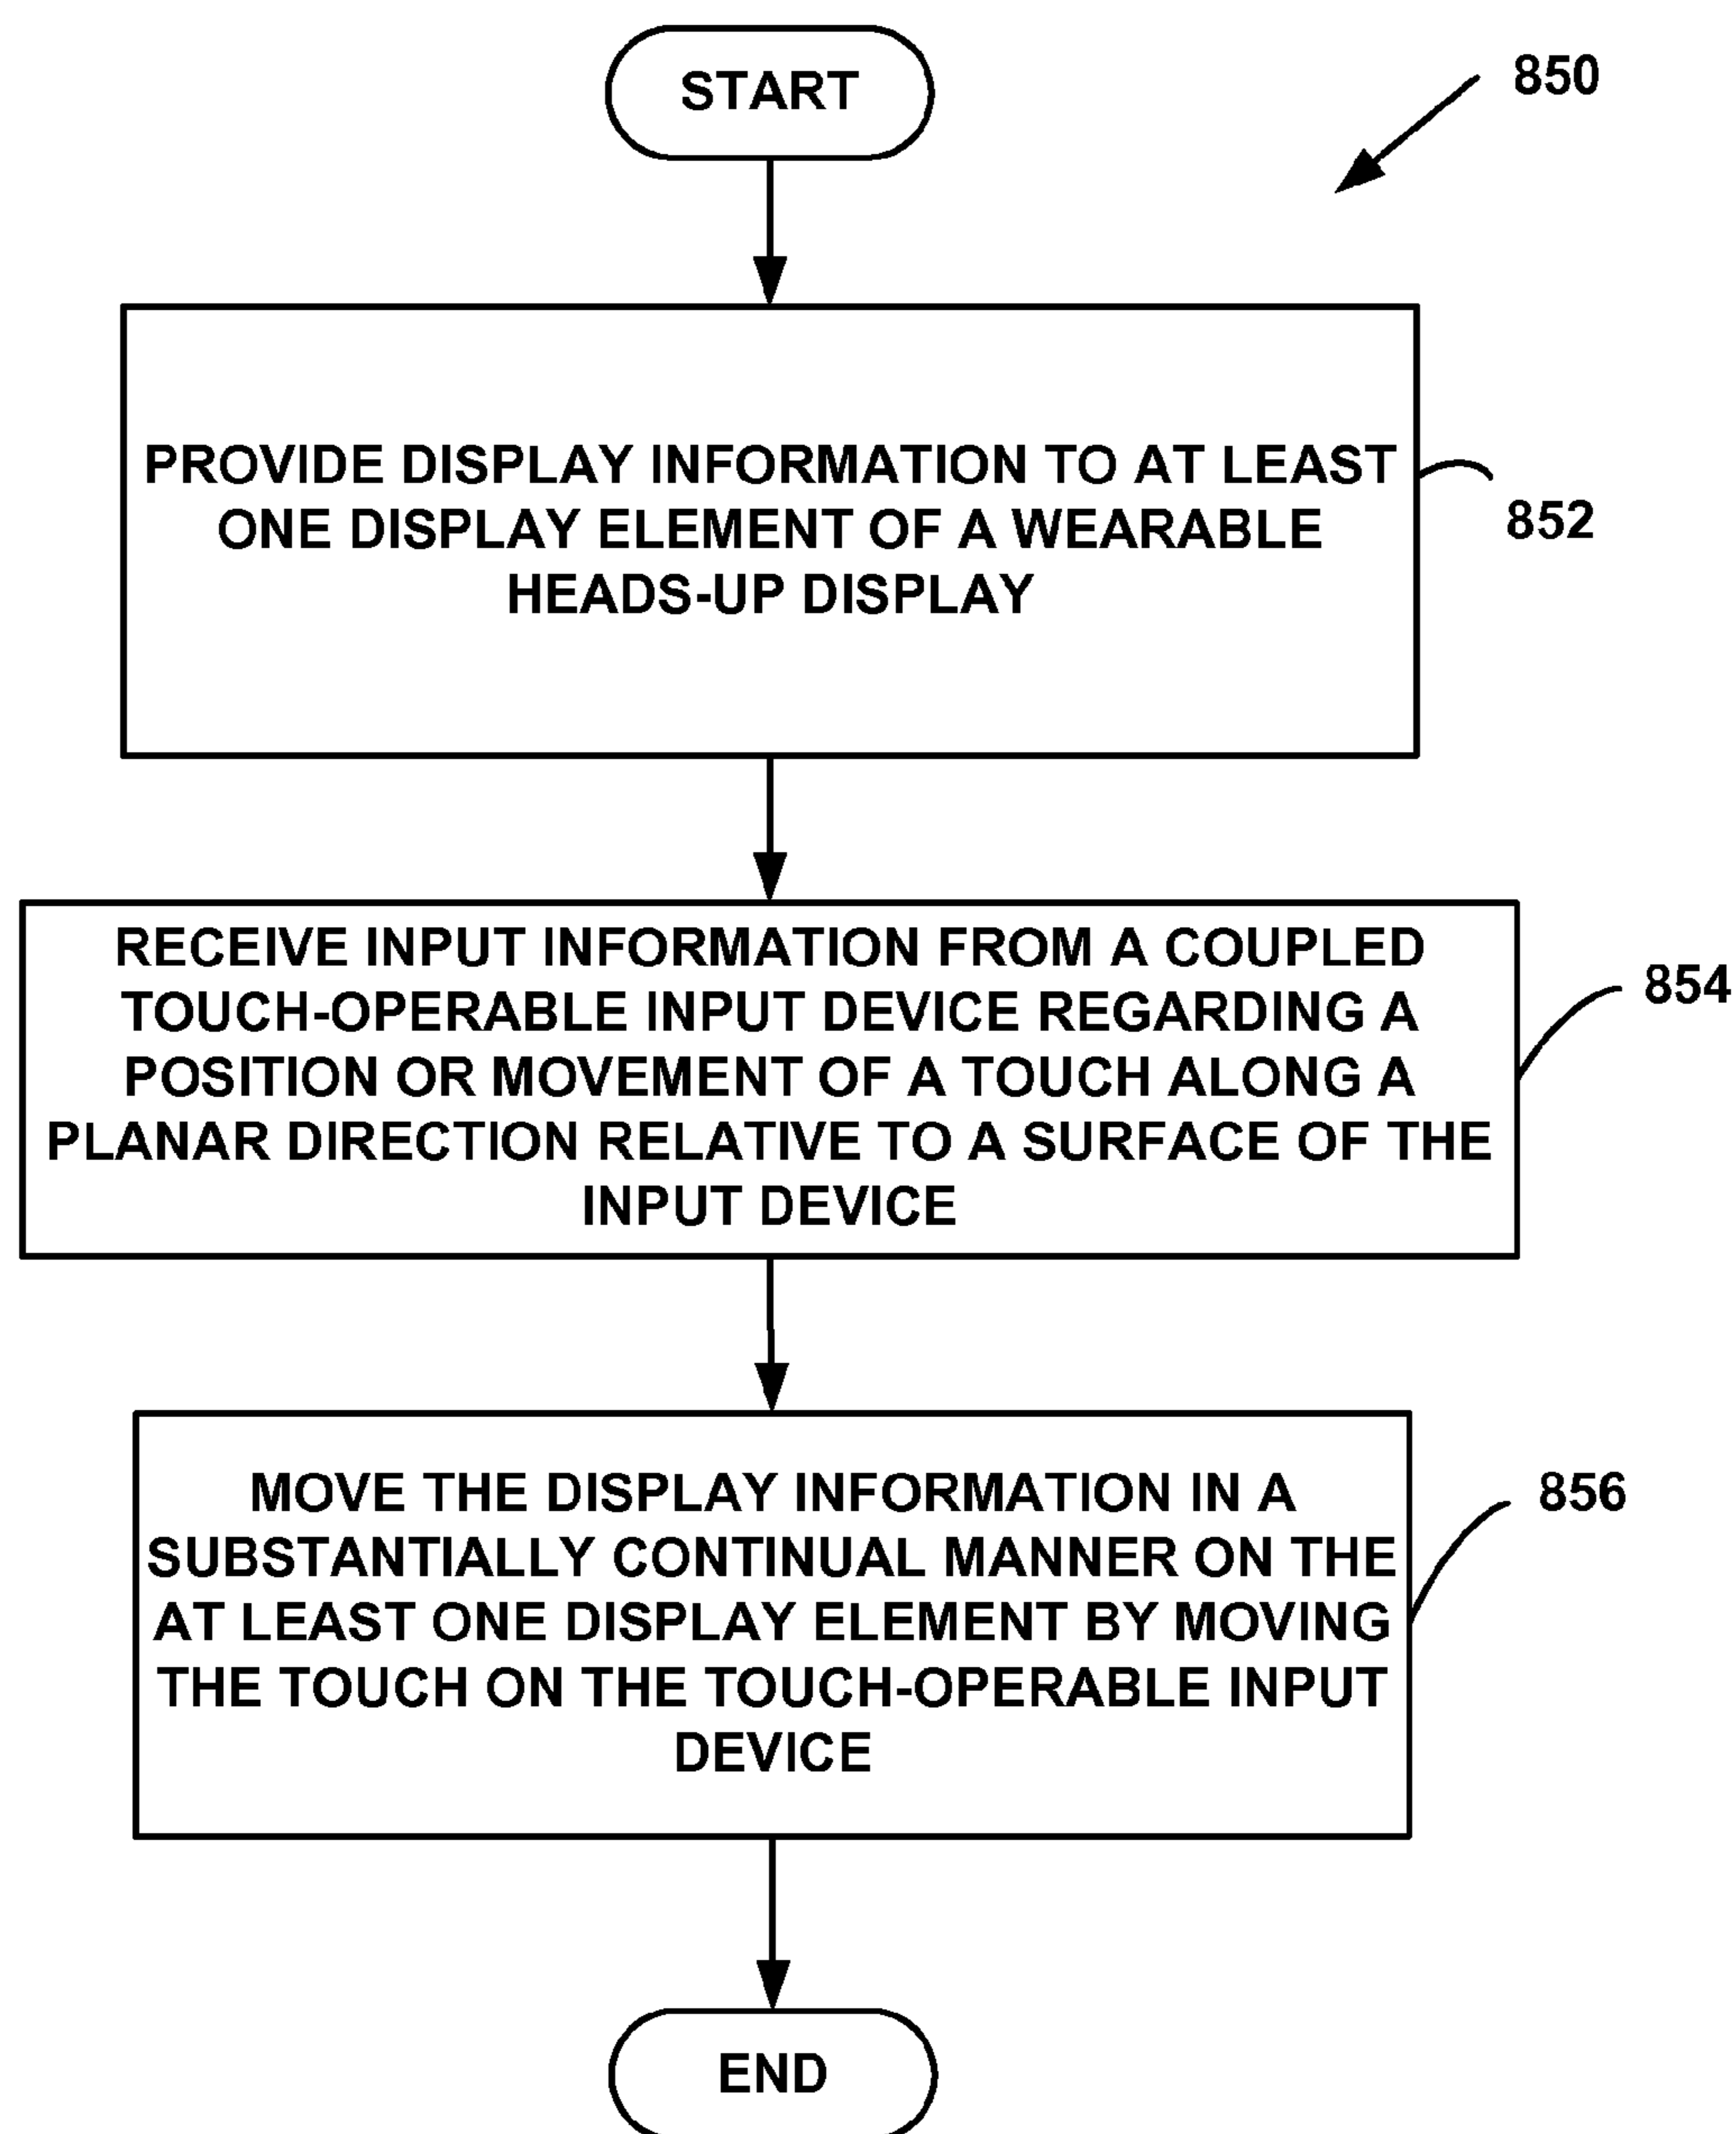 START
850
PROVIDE DISPLAY INFORMATION TO AT LEAST
ONE DISPLAY ELEMENT OF A WEARABLE
HEADS-UP DISPLAY
852
RECEIVE INPUT INFORMATION FROM A COUPLED
TOUCH-OPERABLE INPUT DEVICE REGARDING A
POSITION OR MOVEMENT OF A TOUCH ALONG A
PLANAR DIRECTION RELATIVE TO A SURFACE OF THE
INPUT DEVICE
854
MOVE THE DISPLAY INFORMATION IN A
SUBSTANTIALLY CONTINUAL MANNER ON THE
AT LEAST ONE DISPLAY ELEMENT BY MOVING
THE TOUCH ON THE TOUCH-OPERABLE INPUT
DEVICE
856
END